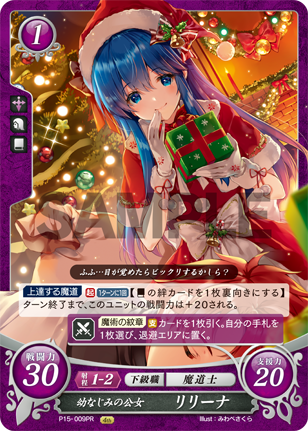 1
SAMPLE
ふふ…目が覚めたらビックリするかしら？
上達する魔道 起 1ターンに1回 【■の絆カードを1枚裏向きにする】
ターン終了まで、このユニットの戦闘力は＋20される。
魔術の紋章 攻 カードを1枚引く。自分の手札を
1枚選び、退避エリアに置く。
戦闘力
30
射程 1-2 下級職 魔道士
支援力
20
幼なじみの公女 リリーナ
P15-009PR
Illust：みわべさくら